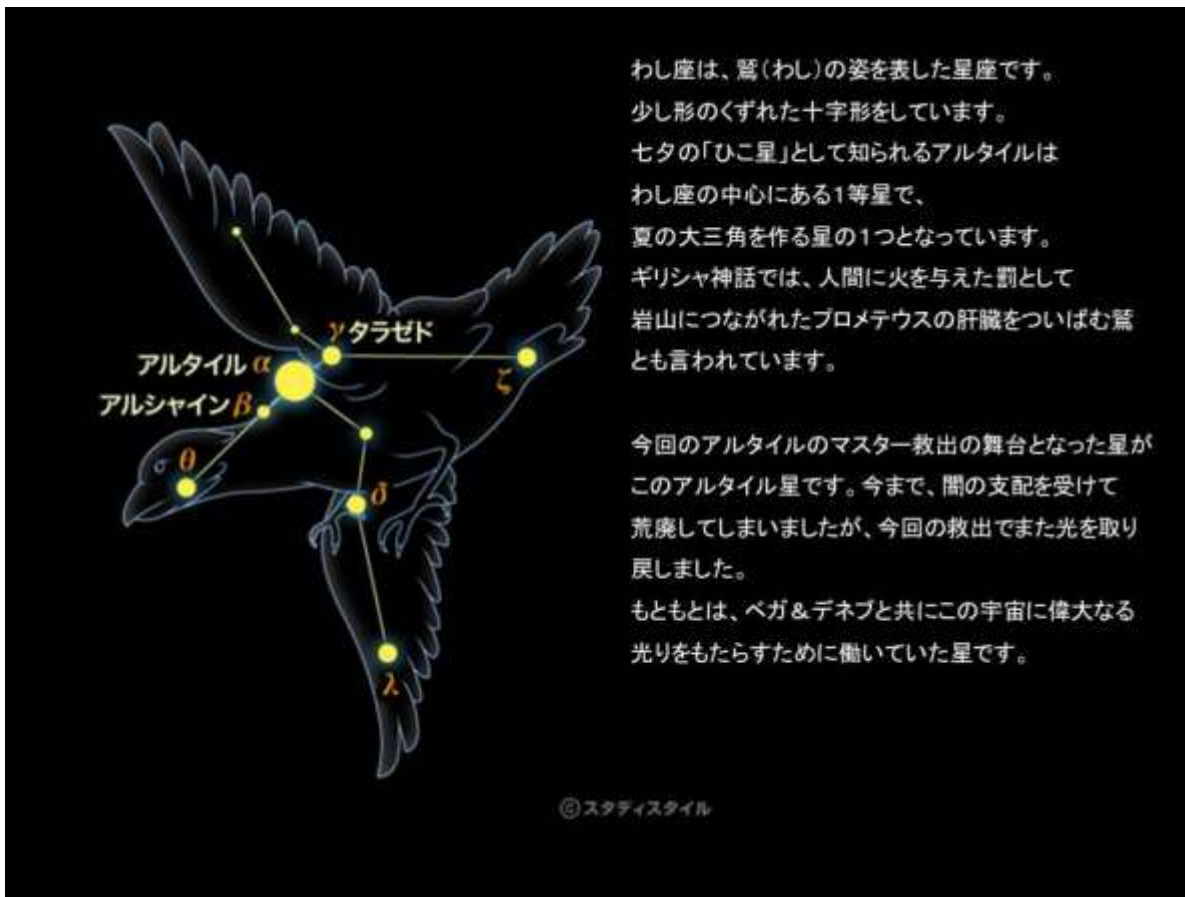 わし座は、鷲(わし)の姿を表した星座です。
少し形のくずれた十字形をしています。
七夕の「ひこ星」として知られるアルタイルは
わし座の中心にある1等星で、
夏の大三角を作る星の1つとなっています。
ギリシャ神話では、人間に火を与えた罰として
岩山につながれたプロメテウスの肝臓をついばむ鷲
とも言われています。
今回のアルタイルのマスター救出の舞台となった星が
このアルタイル星です。今まで、闇の支配を受けて
荒廃してしまいましたが、今回の救出でまた光を取り
戻しました。
もともとは、ベガ&デネブと共にこの宇宙に偉大なる
光りをもたらすために働いていた星です。
γ タラゼド
アルタイル α
ζ
アルシャイン β
θ
δ
λ
©スタディスタイル